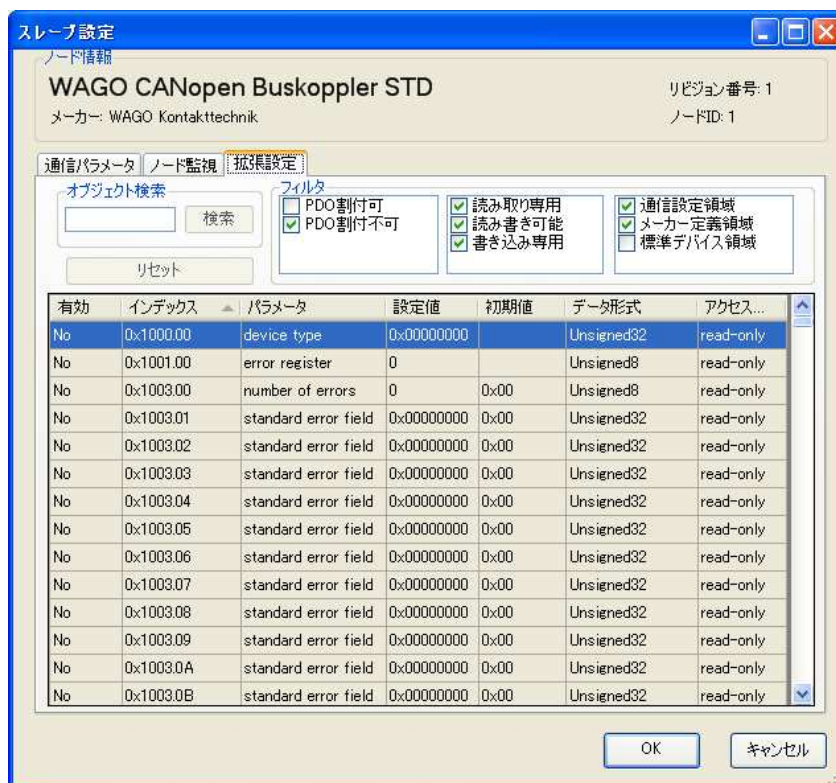 スレーブ設定
ノード情報
WAGO CANopen Buskoppler STD
リビジョン番号: 1
メーカー: WAGO Kontakttechnik
ノードID: 1
通信パラメータ ノード監視 拡張設定
オブジェクト検索
検索
リセット
フィルタ
PDO割付可 読み取り専用 通信設定領域
PDO割付不可 読み書き可能 メーカー定義領域
書き込み専用 標準デバイス領域
有効 インデックス パラメータ 設定値 初期値 データ形式 アクセス...
No 0x1000.00 device type 0x00000000 Unsigned32 read-only
No 0x1001.00 error register 0 Unsigned8 read-only
No 0x1003.00 number of errors 0 0x00 Unsigned8 read-only
No 0x1003.01 standard error field 0x00000000 0x00 Unsigned32 read-only
No 0x1003.02 standard error field 0x00000000 0x00 Unsigned32 read-only
No 0x1003.03 standard error field 0x00000000 0x00 Unsigned32 read-only
No 0x1003.04 standard error field 0x00000000 0x00 Unsigned32 read-only
No 0x1003.05 standard error field 0x00000000 0x00 Unsigned32 read-only
No 0x1003.06 standard error field 0x00000000 0x00 Unsigned32 read-only
No 0x1003.07 standard error field 0x00000000 0x00 Unsigned32 read-only
No 0x1003.08 standard error field 0x00000000 0x00 Unsigned32 read-only
No 0x1003.09 standard error field 0x00000000 0x00 Unsigned32 read-only
No 0x1003.0A standard error field 0x00000000 0x00 Unsigned32 read-only
No 0x1003.0B standard error field 0x00000000 0x00 Unsigned32 read-only
OK キャンセル